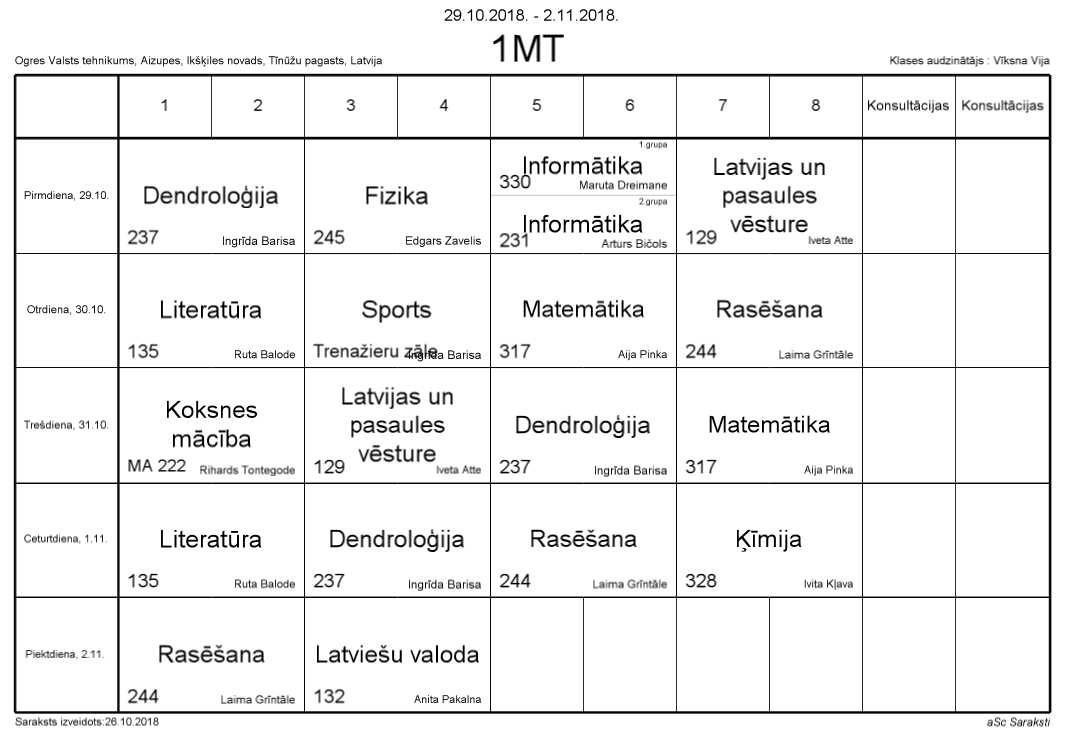 29.10.2018. - 2.11.2018.
1MT
Ogres Valsts tehnikums, Aizupes, Ikšķiles novads, Tīnūžu pagasts, Latvija
Klases audzinātājs : Vīksna Vija
1 2 3 4 5 6 7 8 Konsultācijas Konsultācijas
Pirmdiena, 29.10.
Dendroloģija
237 Ingrīda Barisa
Fizika
245 Edgars Zavelis
1.grupa
Informātika
330 Maruta Dreimane
2.grupa
Informātika
231 Arturs Bičols
Latvijas un
pasaules
vēsture
129 Iveta Atte
Otrdiena, 30.10.
Literatūra
135 Ruta Balode
Sports
Trenažieru zāle Ingrīda Barisa
Matemātika
317 Aija Pinka
Rasēšana
244 Laima Grīntāle
Trešdiena, 31.10.
Koksnes
mācība
MA 222 Rihards Tontegode
Latvijas un
pasaules
vēsture
129 Iveta Atte
Dendroloģija
237 Ingrīda Barisa
Matemātika
317 Aija Pinka
Ceturtdiena, 1.11.
Literatūra
135 Ruta Balode
Dendroloģija
237 Ingrīda Barisa
Rasēšana
244 Laima Grīntāle
Ķīmija
328 Ivita Kļava
Piektdiena, 2.11.
Rasēšana
244 Laima Grīntāle
Latviešu valoda
132 Anita Pakalna
Saraksts izveidots:26.10.2018
aSc Saraksti